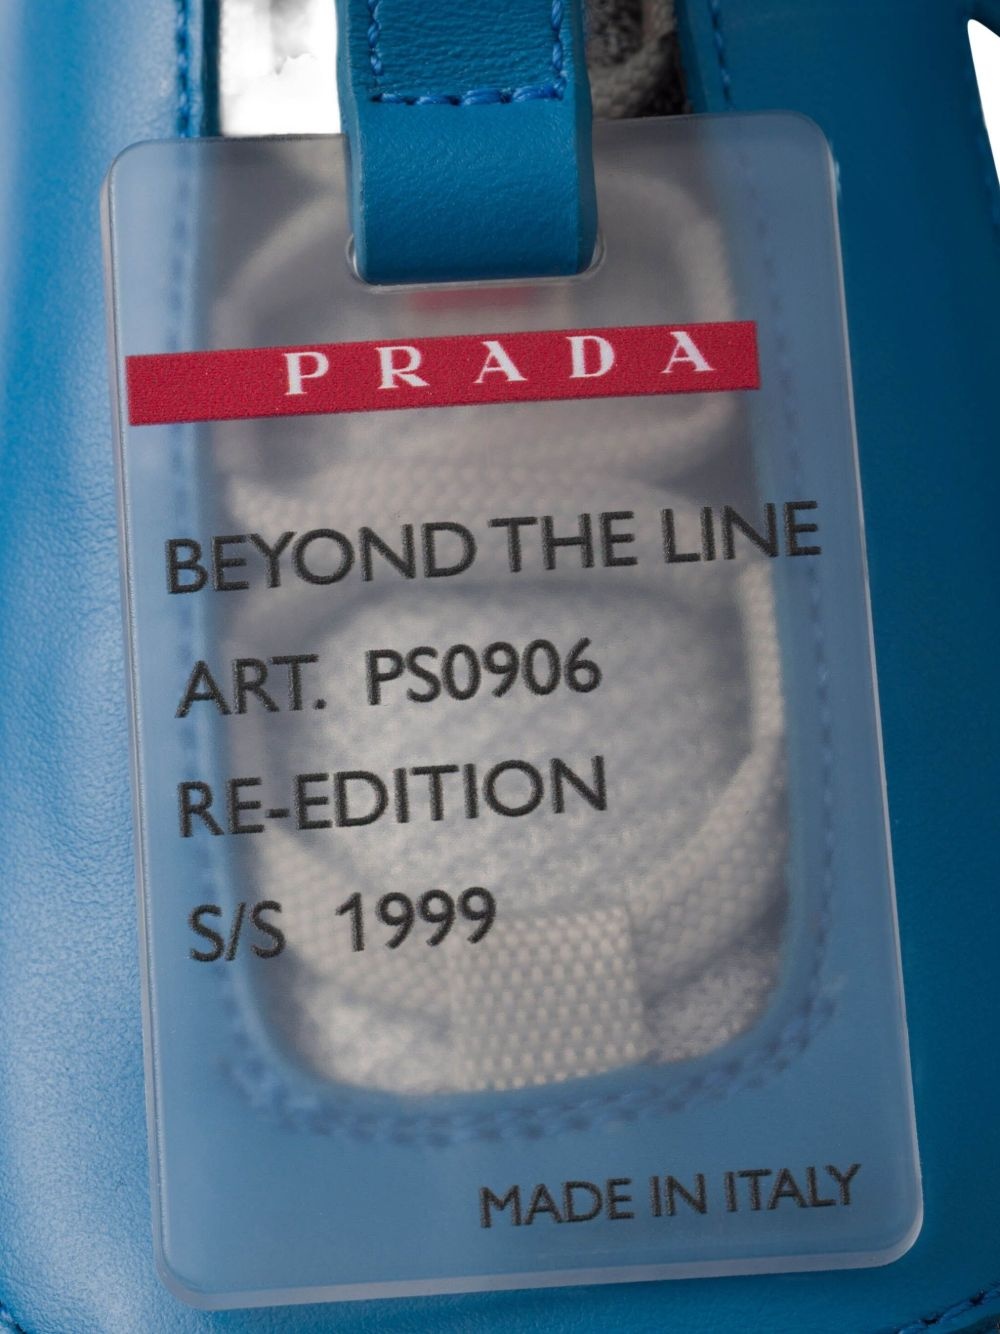 PRADA
BEYOND THE LINE
ART. PS0906
RE-EDITION
S/S 1999
MADE IN ITALY